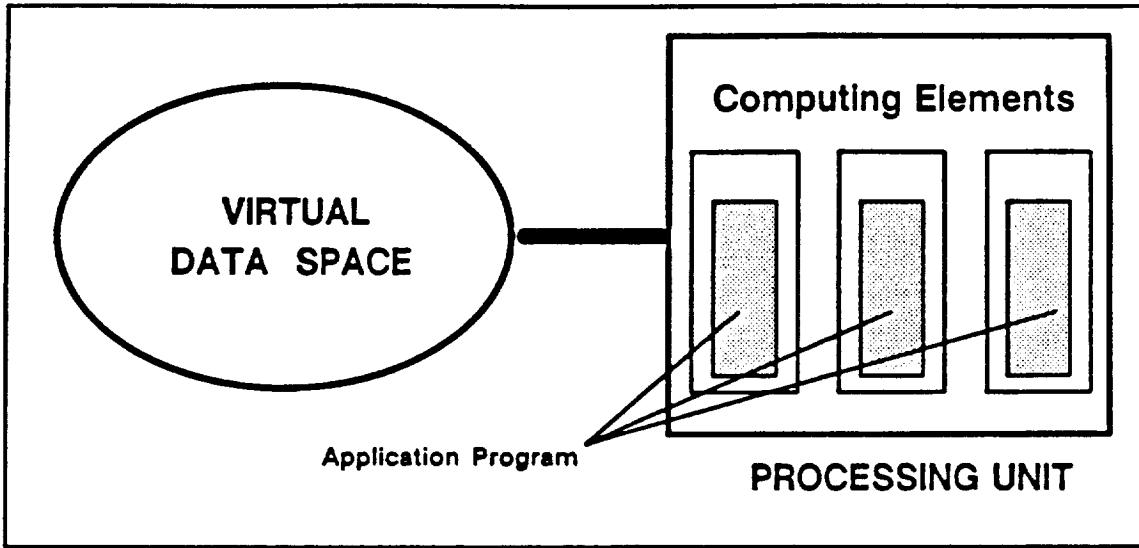 Computing Elements
VIRTUAL
DATA SPACE
Application Program
PROCESSING UNIT